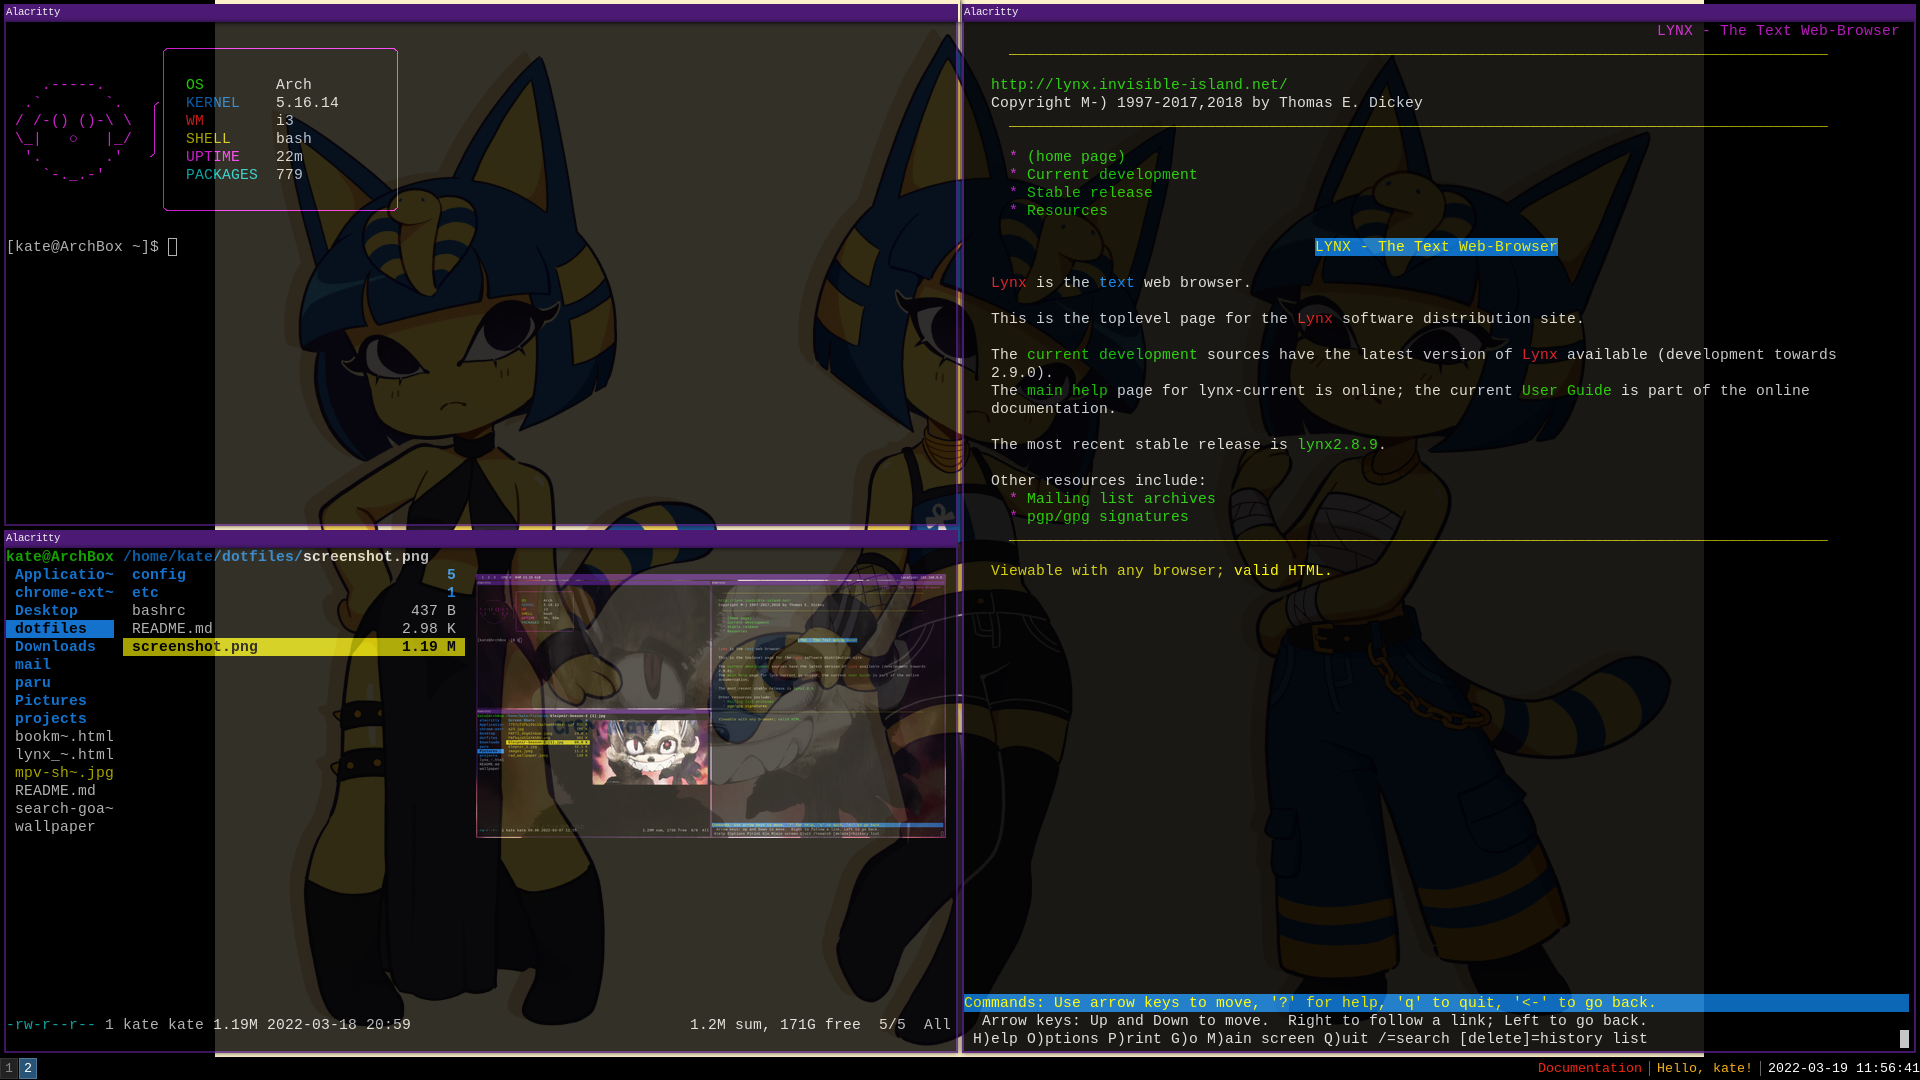 Alacritty
OS Arch
KERNEL 5.16.14
WM i3
SHELL bash
UPTIME 22m
PACKAGES 779
[kate@ArchBox ~]$
Alacritty
kate@ArchBox /home/kate/dotfiles/screenshot.png
Applicatio~ config 5
chrome-ext~ etc 1
Desktop bashrc 437 B
dotfiles README.md 2.98 K
Downloads screenshot.png 1.19 M
mail
paru
Pictures
projects
bookm~.html
lynx_~.html
mpv-sh~.jpg
README.md
search-goa~
wallpaper
-rw-r--r-- 1 kate kate 1.19M 2022-03-18 20:59 1.2M sum, 171G free 5/5 All
Alacritty
LYNX - The Text Web-Browser
http://lynx.invisible-island.net/
Copyright M-) 1997-2017,2018 by Thomas E. Dickey
* (home page)
* Current development
* Stable release
* Resources
LYNX - The Text Web-Browser
Lynx is the text web browser.
This is the toplevel page for the Lynx software distribution site.
The current development sources have the latest version of Lynx available (development towards
2.9.0).
The main help page for lynx-current is online; the current User Guide is part of the online
documentation.
The most recent stable release is lynx2.8.9.
Other resources include:
* Mailing list archives
* pgp/gpg signatures
Viewable with any browser; valid HTML.
Commands: Use arrow keys to move, '?' for help, 'q' to quit, '<-' to go back.
Arrow keys: Up and Down to move. Right to follow a link; Left to go back.
H)elp O)ptions P)rint G)o M)ain screen Q)uit /=search [delete]=history list
1 2
Documentation | Hello, kate! | 2022-03-19 11:56:41